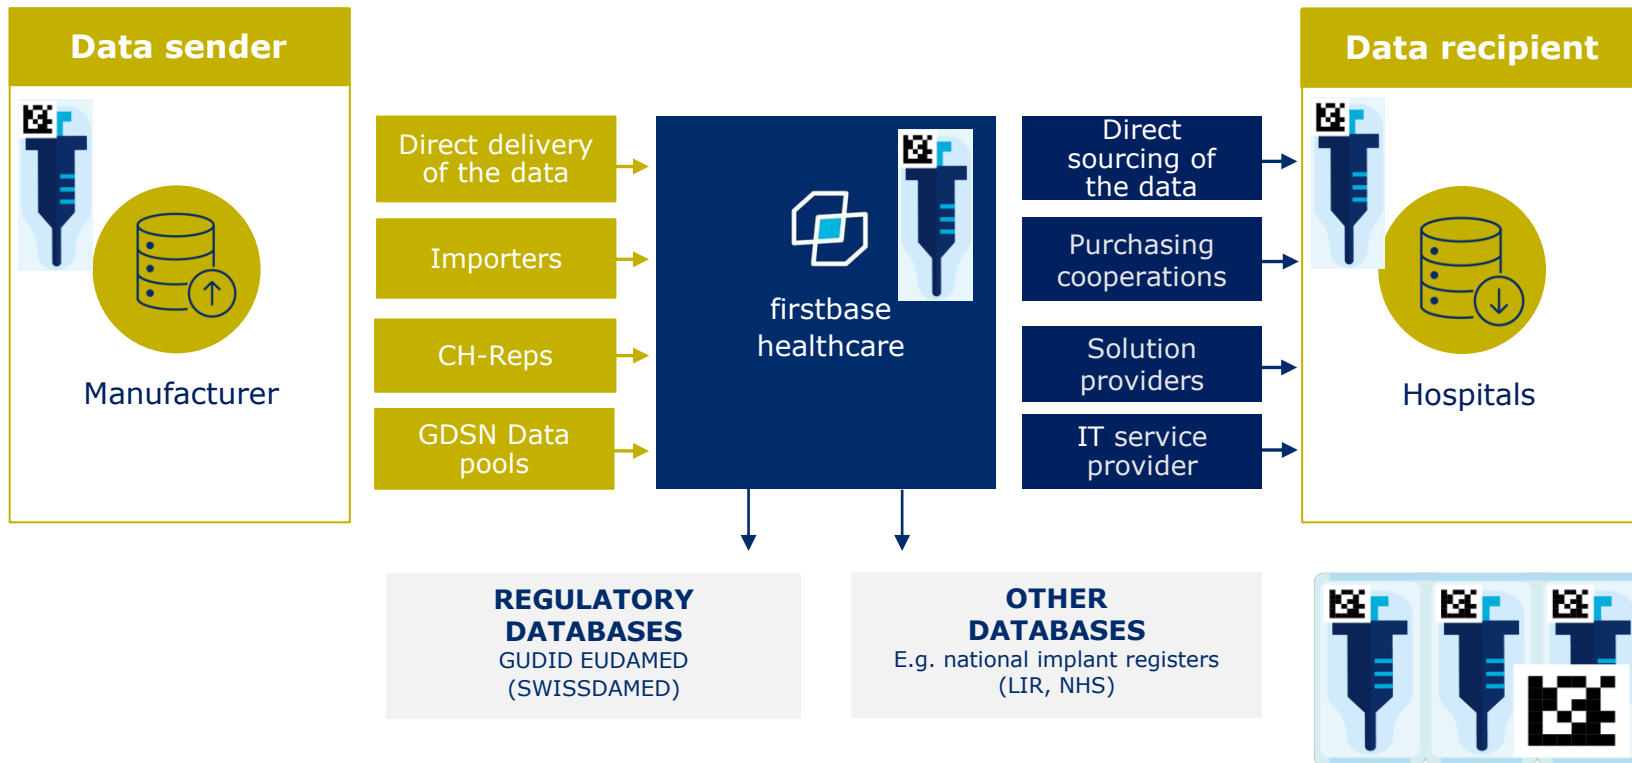 Data sender
Manufacturer
Direct delivery
of the data
Importers
CH-Reps
GDSN Data
pools
firstbase
healthcare
Direct
sourcing of
the data
Purchasing
cooperations
Solution
providers
IT service
provider
Data recipient
Hospitals
REGULATORY
DATABASES
GUDID EUDAMED
(SWISSDAMED)
OTHER
DATABASES
E.g. national implant registers
(LIR, NHS)